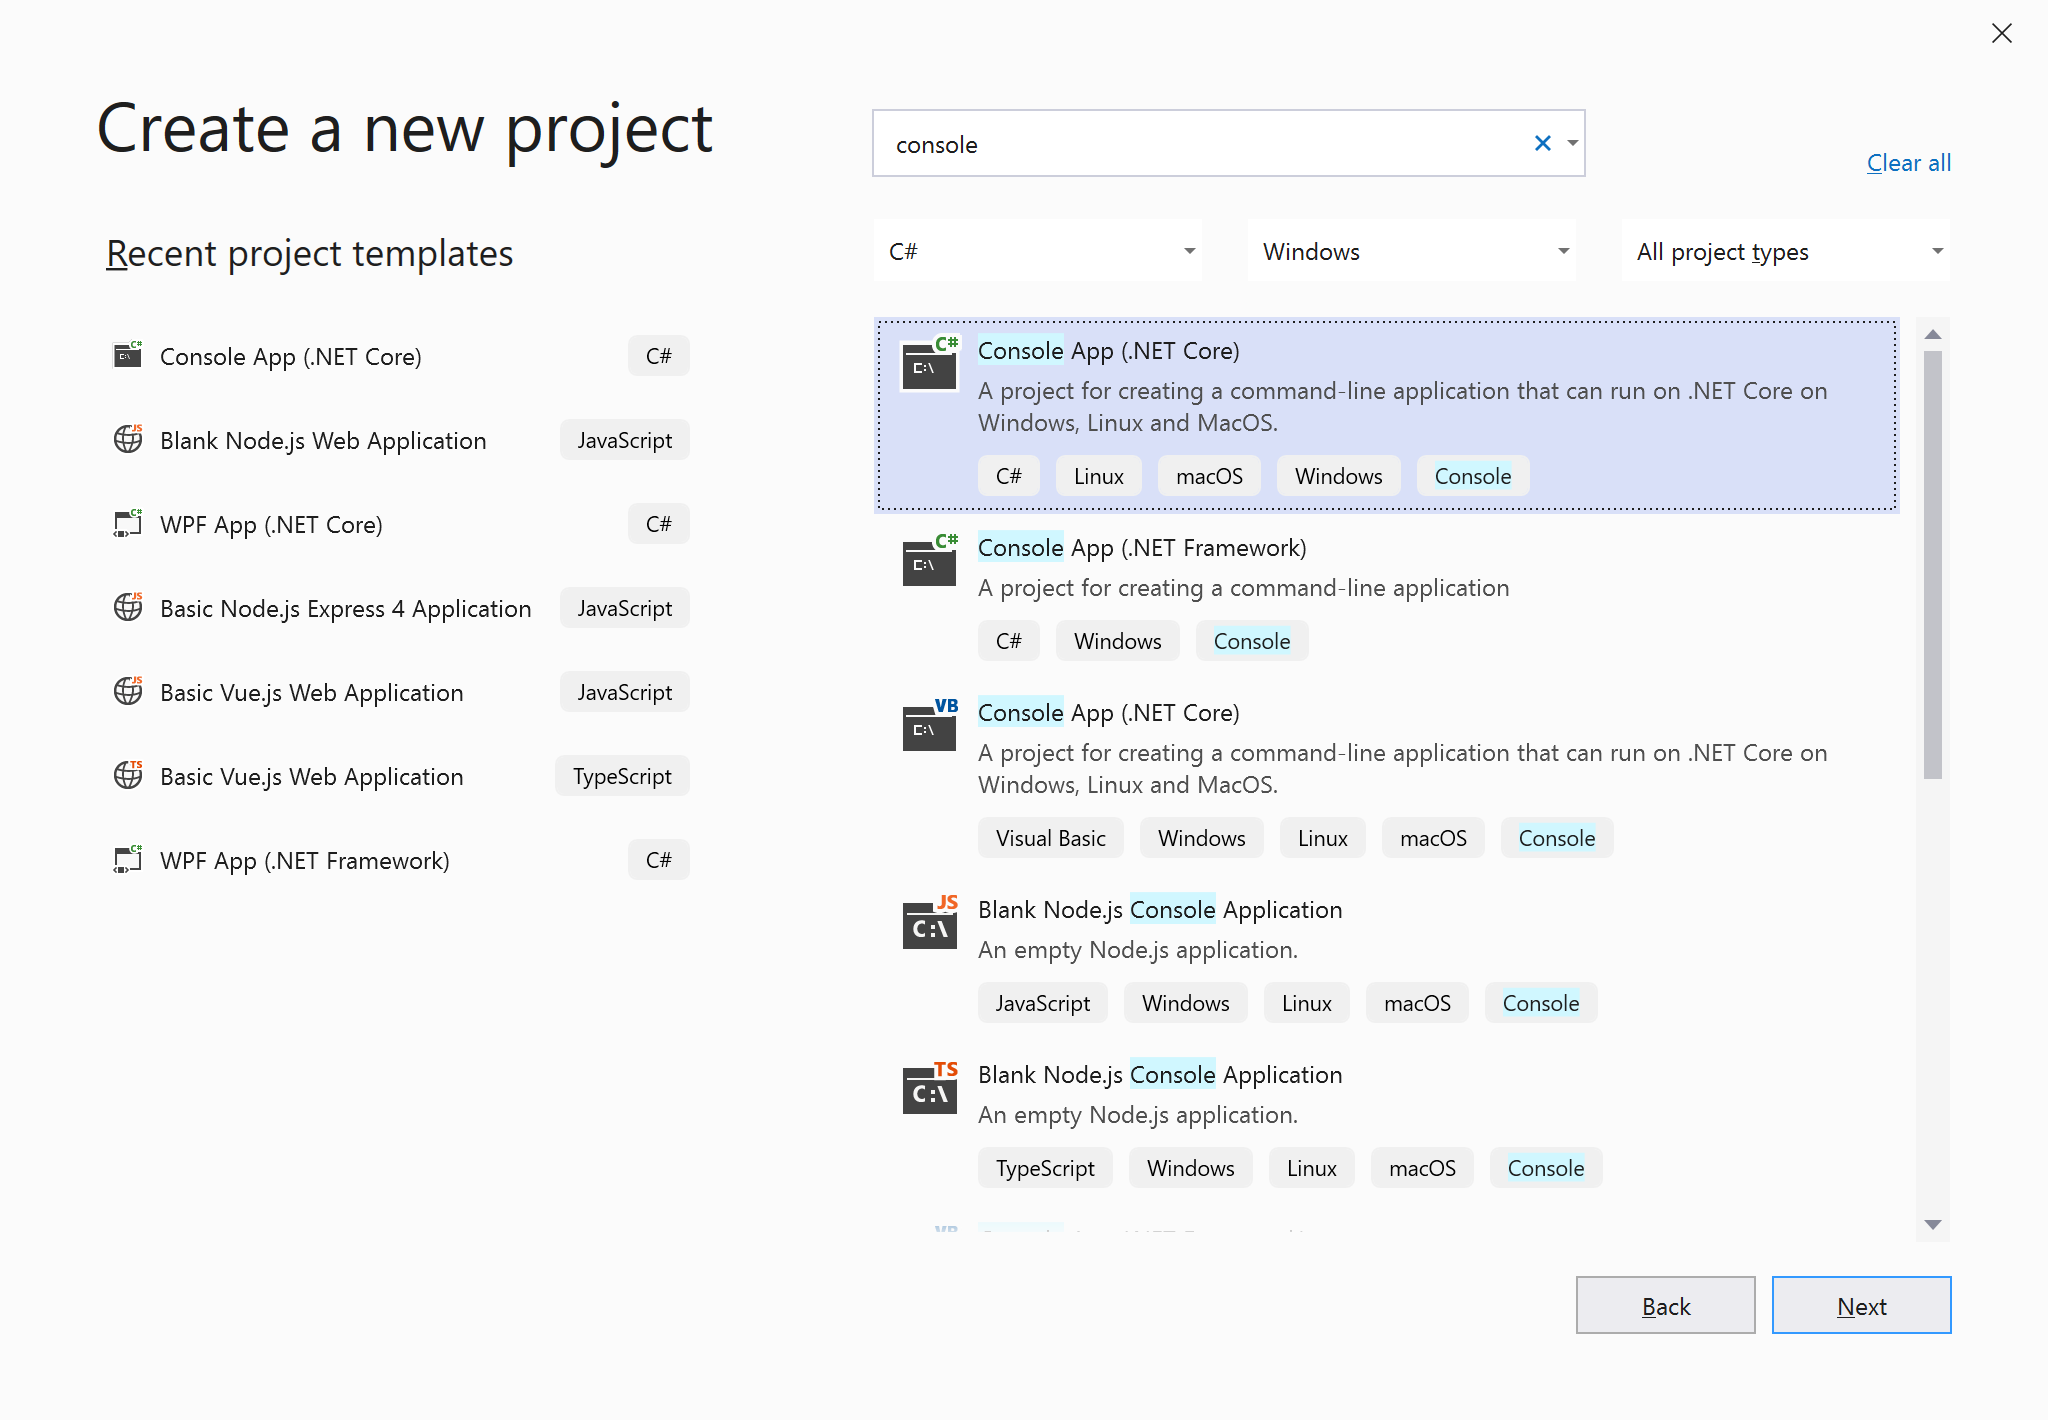 Create a new project
Recent project templates
Console App (.NET Core) C#
Blank Node.js Web Application JavaScript
WPF App (.NET Core) C#
Basic Node.js Express 4 Application JavaScript
Basic Vue.js Web Application JavaScript
Basic Vue.js Web Application TypeScript
WPF App (.NET Framework) C#
console
Clear all
C# Windows All project types
C#
C:\
Console App (.NET Core)
A project for creating a command-line application that can run on .NET Core on
Windows, Linux and MacOS.
C# Linux macOS Windows Console
C#
C:\
Console App (.NET Framework)
A project for creating a command-line application
C# Windows Console
VB
C:\
Console App (.NET Core)
A project for creating a command-line application that can run on .NET Core on
Windows, Linux and MacOS.
Visual Basic Windows Linux macOS Console
JS
C:\
Blank Node.js Console Application
An empty Node.js application.
JavaScript Windows Linux macOS Console
TS
C:\
Blank Node.js Console Application
An empty Node.js application.
TypeScript Windows Linux macOS Console
Back Next